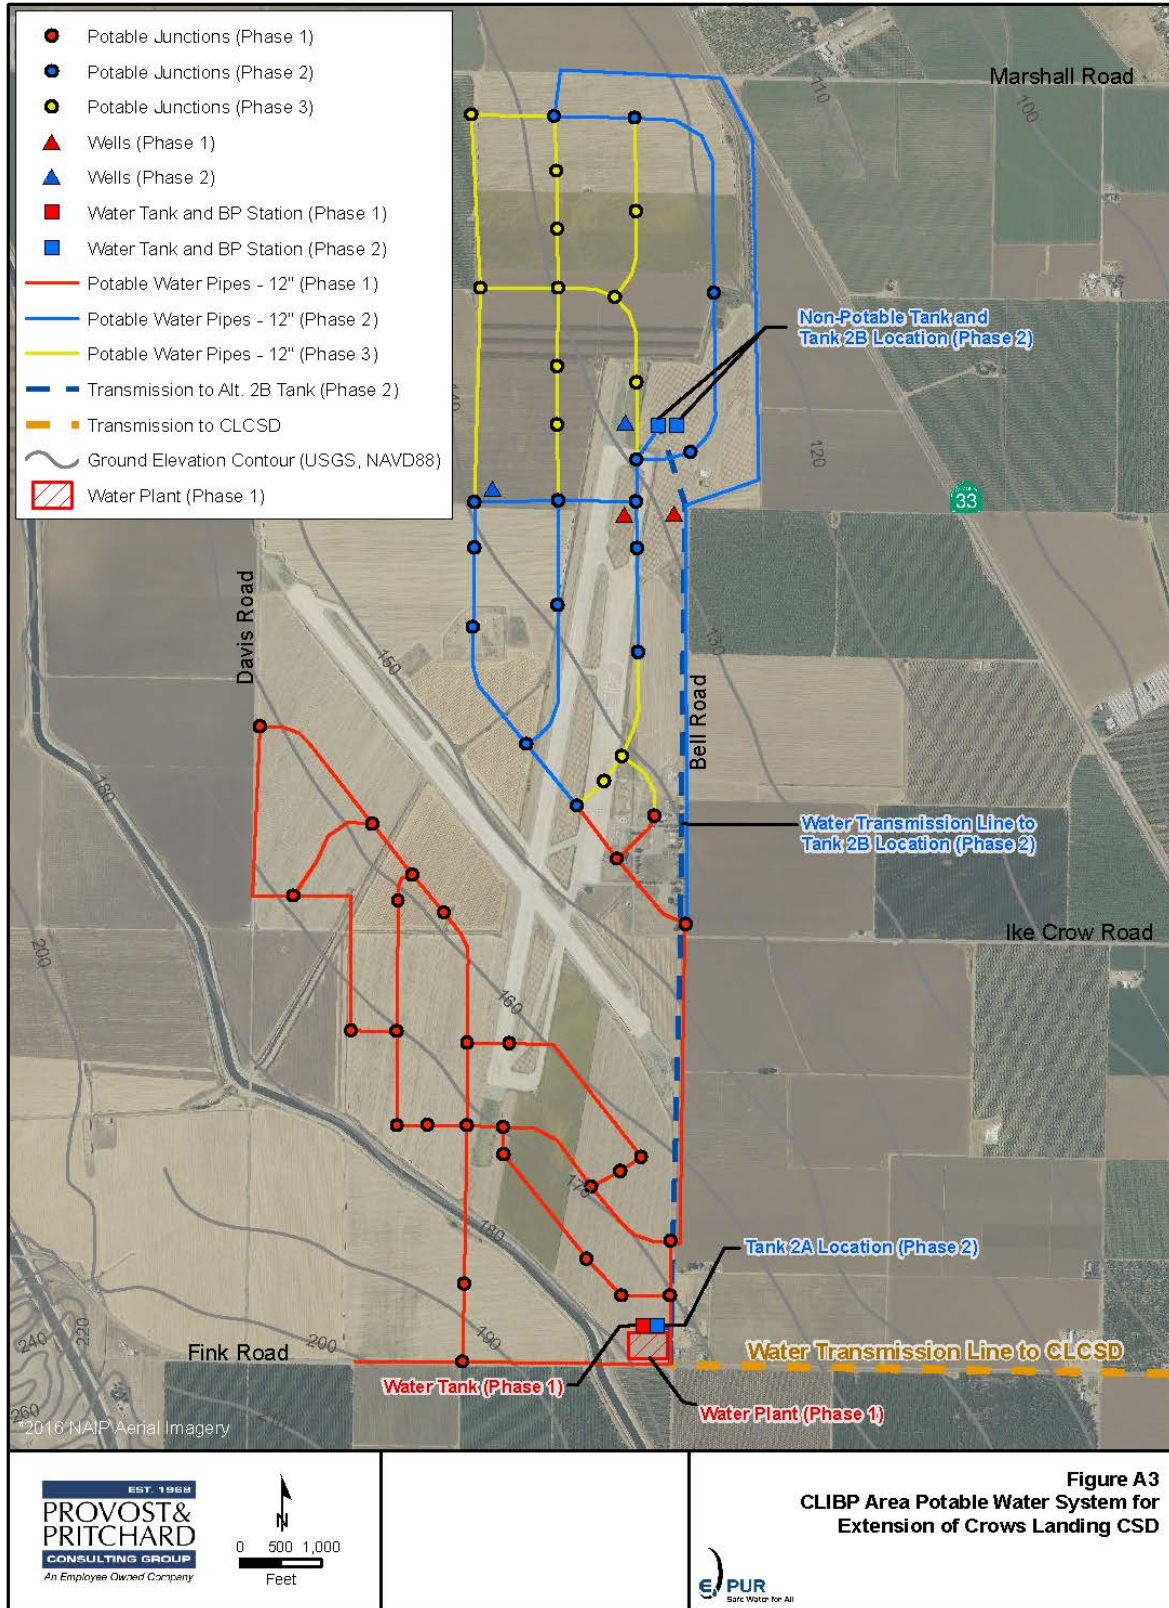 Potable Junctions (Phase 1)
Potable Junctions (Phase 2)
Potable Junctions (Phase 3)
Wells (Phase 1)
Wells (Phase 2)
Water Tank and BP Station (Phase 1)
Water Tank and BP Station (Phase 2)
Potable Water Pipes - 12" (Phase 1)
Potable Water Pipes - 12" (Phase 2)
Potable Water Pipes - 12" (Phase 3)
Transmission to Alt. 2B Tank (Phase 2)
Transmission to CLCSD
Ground Elevation Contour (USGS, NAVD88)
Water Plant (Phase 1)
Marshall Road
110
100
Non-Potable Tank and
Tank 2B Location (Phase 2)
140
120
33
Davis Road
150
130
Bell Road
180
Water Transmission Line to
Tank 2B Location (Phase 2)
200
Ike Crow Road
160
170
180
Tank 2A Location (Phase 2)
190
200
220
240
260
Fink Road
Water Transmission Line to CLCSD
Water Tank (Phase 1)
Water Plant (Phase 1)
*2016 NAIP Aerial Imagery
EST. 1968
PROVOST&
PRITCHARD
CONSULTING GROUP
An Employee Owned Company
N
0 500 1,000
Feet
Figure A3
CLIBP Area Potable Water System for
Extension of Crows Landing CSD
PUR
Safe Water for All